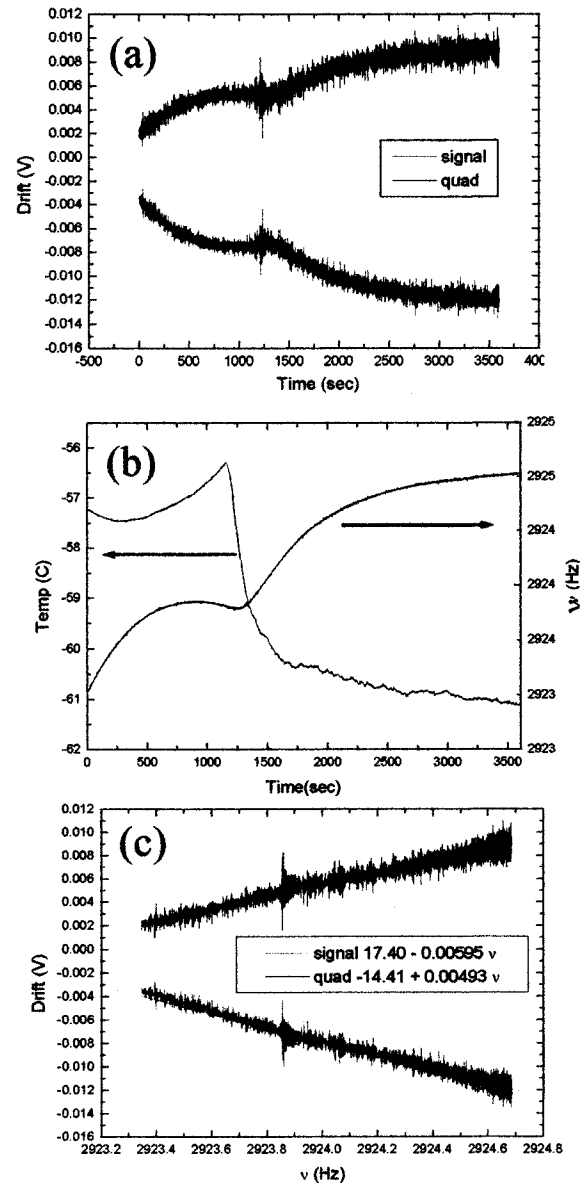 (a)
0.012
0.010
0.008
0.006
0.004
0.002
0.000
-0.002
-0.004
-0.006
-0.008
-0.010
-0.012
-0.014
-0.016
Drift (V)
signal
quad
-500 0 500 1000 1500 2000 2500 3000 3500 400
Time (sec)
(b)
-56
-57
-58
-59
-60
-61
-62
Temp (C)
2925
2925
2924
2924
2924
2923
2923
ν (Hz)
0 500 1000 1500 2000 2500 3000 3500
Time(sec)
(c)
0.012
0.010
0.008
0.006
0.004
0.002
0.000
-0.002
-0.004
-0.006
-0.008
-0.010
-0.012
-0.014
-0.016
Drift (V)
signal 17.40 - 0.00595 ν
quad -14.41 + 0.00493 ν
2923.2 2923.4 2923.6 2923.8 2924.0 2924.2 2924.4 2924.6 2924.8
ν (Hz)